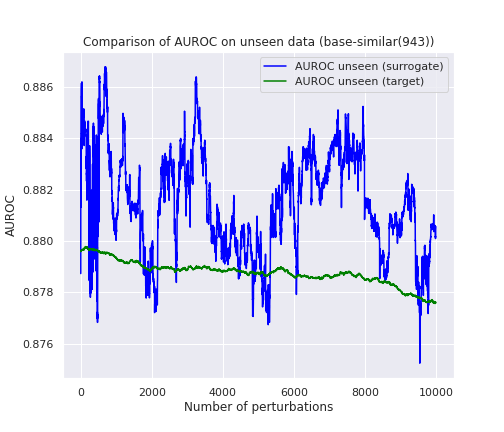 Comparison of AUROC on unseen data (base-similar(943))
AUROC unseen (surrogate)
AUROC unseen (target)
0.886
0.884
0.882
0.880
0.878
0.876
AUROC
0 2000 4000 6000 8000 10000
Number of perturbations